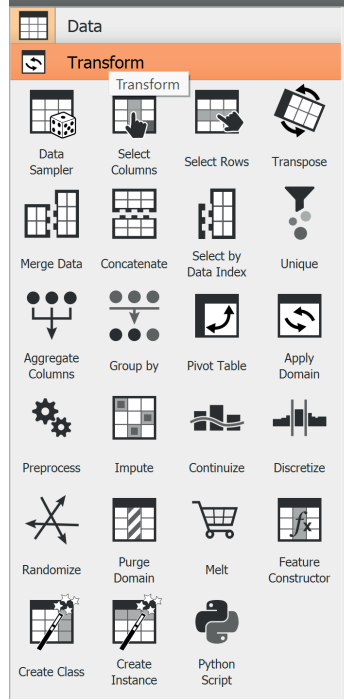 Data
Transform
Transform
Data
Sampler
Select
Columns
Select Rows
Transpose
Merge Data
Concatenate
Select by
Data Index
Unique
Aggregate
Columns
Group by
Pivot Table
Apply
Domain
Preprocess
Impute
Continuize
Discretize
Randomize
Purge
Domain
Melt
fx
Feature
Constructor
Create Class
Create
Instance
Python
Script